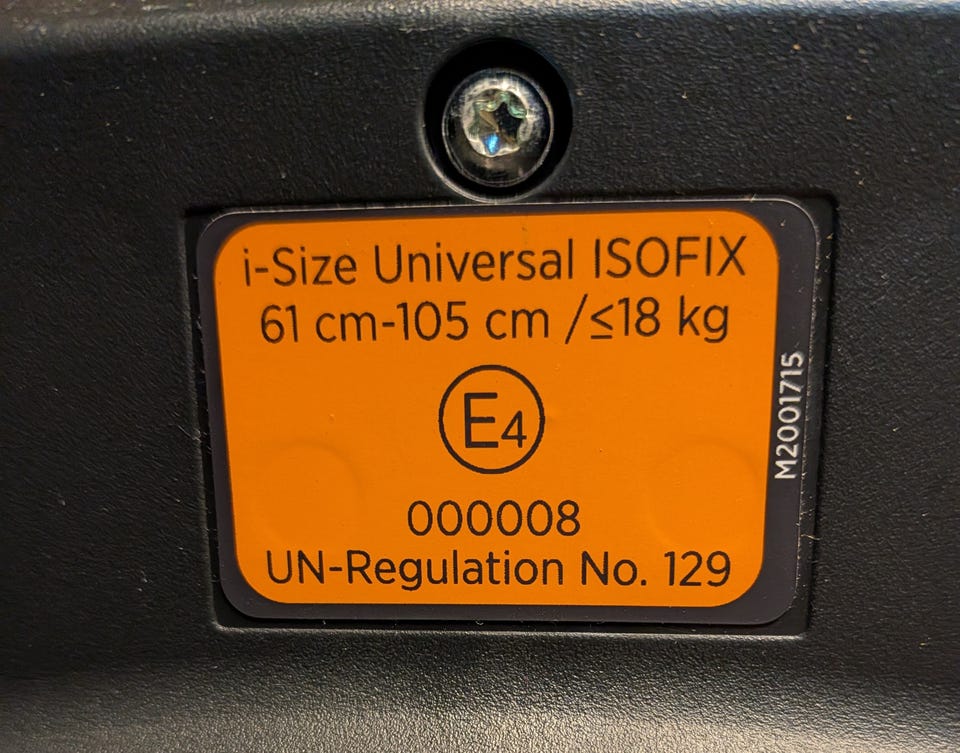 i-Size Universal ISOFIX
61 cm-105 cm /≤18 kg
E4
000008
UN-Regulation No. 129
M2001715